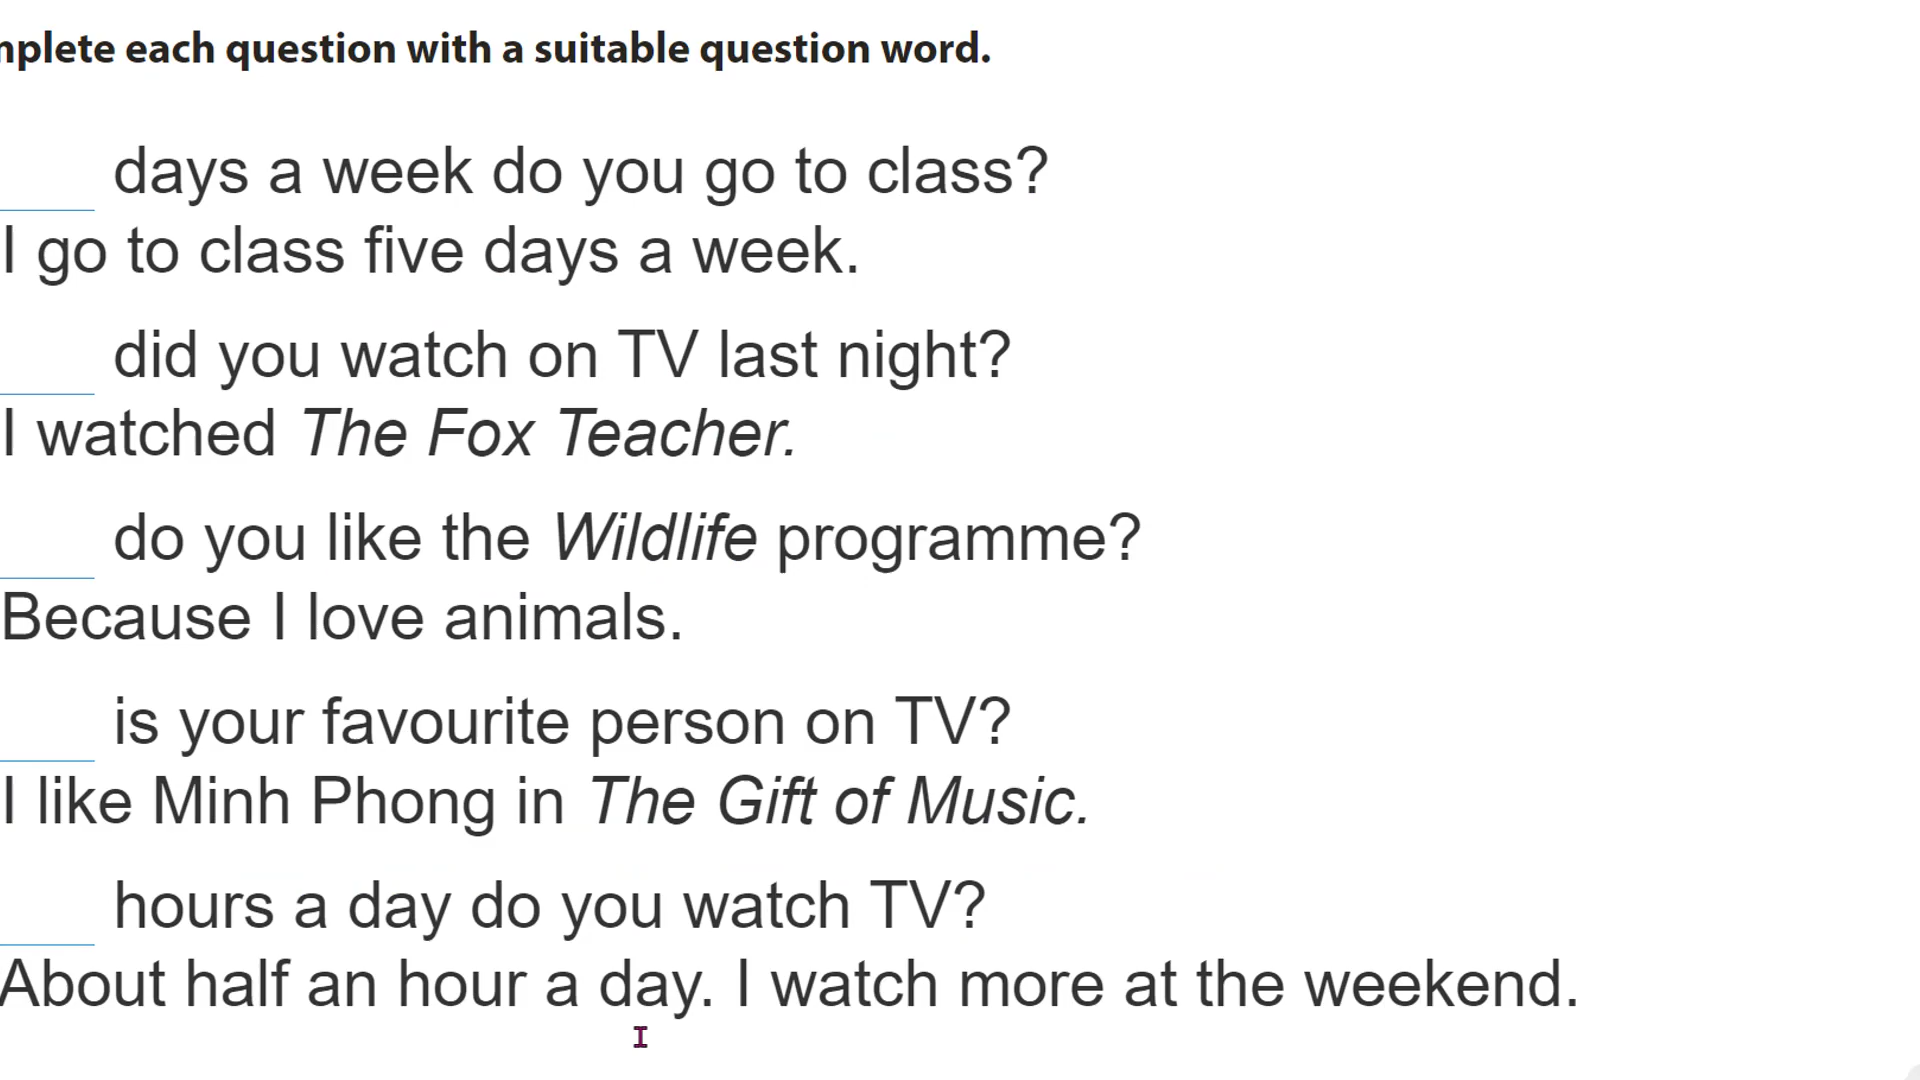 nplete each question with a suitable question word.
days a week do you go to class?
I go to class five days a week.
did you watch on TV last night?
I watched The Fox Teacher.
do you like the Wildlife programme?
Because I love animals.
is your favourite person on TV?
I like Minh Phong in The Gift of Music.
hours a day do you watch TV?
About half an hour a day. I watch more at the weekend.